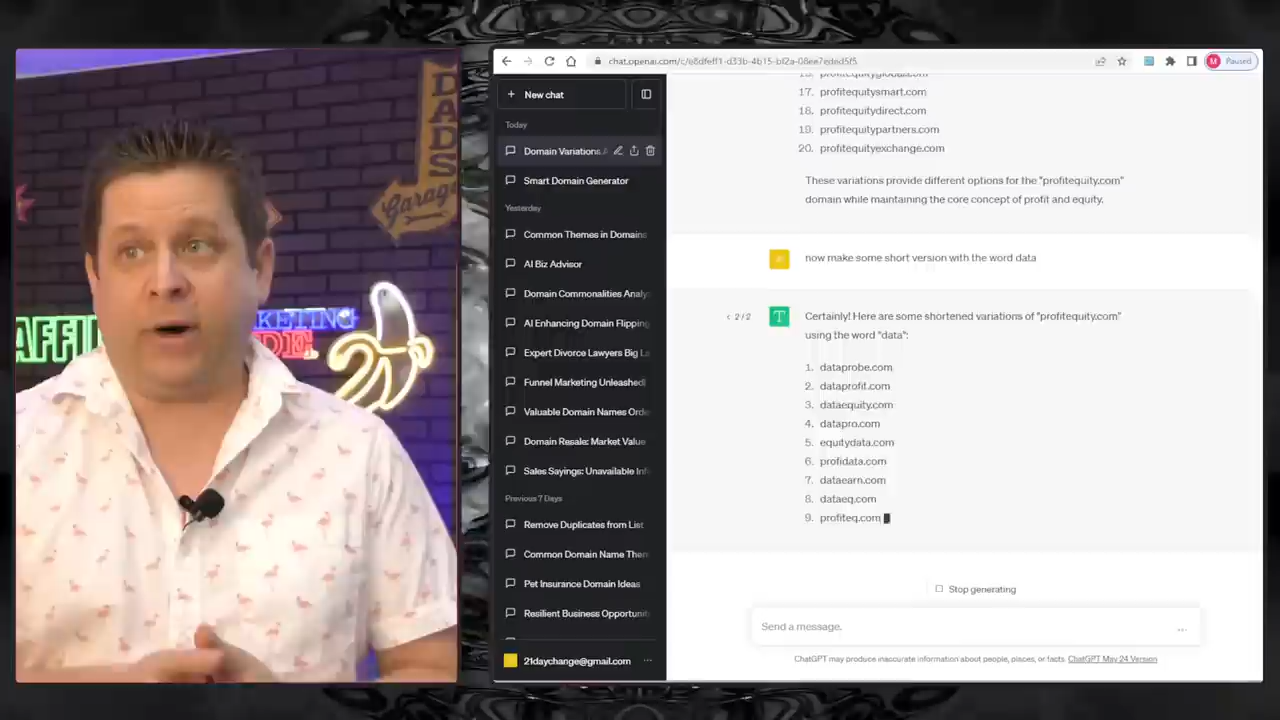 DADS
Garage
AFFI
RKETING
DE.
chat.openai.com/c/e8dfeff1-d33b-4b15-bf2a-08ee7eded5f5
M Paused
+ New chat
Today
Domain Variations
Smart Domain Generator
Yesterday
Common Themes in Domains
AI Biz Advisor
Domain Commonalities Analy
AI Enhancing Domain Flipping
Expert Divorce Lawyers Big La
Funnel Marketing Unleashed
Valuable Domain Names Orde
Domain Resale: Market Value
Sales Sayings: Unavailable Inf
Previous 7 Days
Remove Duplicates from List
Common Domain Name Them
Pet Insurance Domain Ideas
Resilient Business Opportunit
21daychange@gmail.com ...
profitequityglobal.com
17. profitequitysmart.com
18. profitequitydirect.com
19. profitequitypartners.com
20. profitequityexchange.com
These variations provide different options for the "profitequity.com"
domain while maintaining the core concept of profit and equity.
now make some short version with the word data
< 2 / 2
Certainly! Here are some shortened variations of "profitequity.com"
using the word "data":
1. dataprobe.com
2. dataprofit.com
3. dataequity.com
4. datapro.com
5. equitydata.com
6. profidata.com
7. dataearn.com
8. dataeq.com
9. profiteq.com
Stop generating
Send a message.
...
ChatGPT may produce inaccurate information about people, places, or facts. ChatGPT May 24 Version